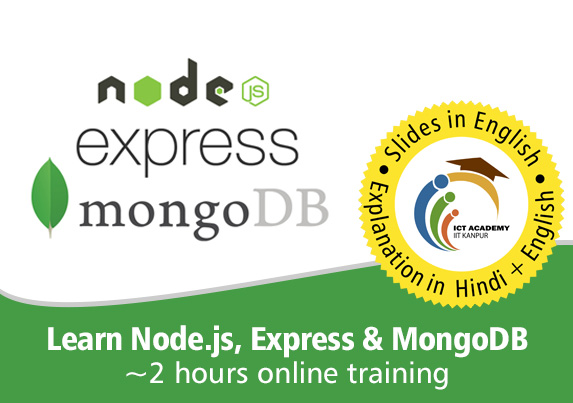 node
JS
express
mongoDB
• Slides in English •
Explanation in Hindi + English
ICT ACADEMY
IIT KANPUR
Learn Node.js, Express & MongoDB
~2 hours online training